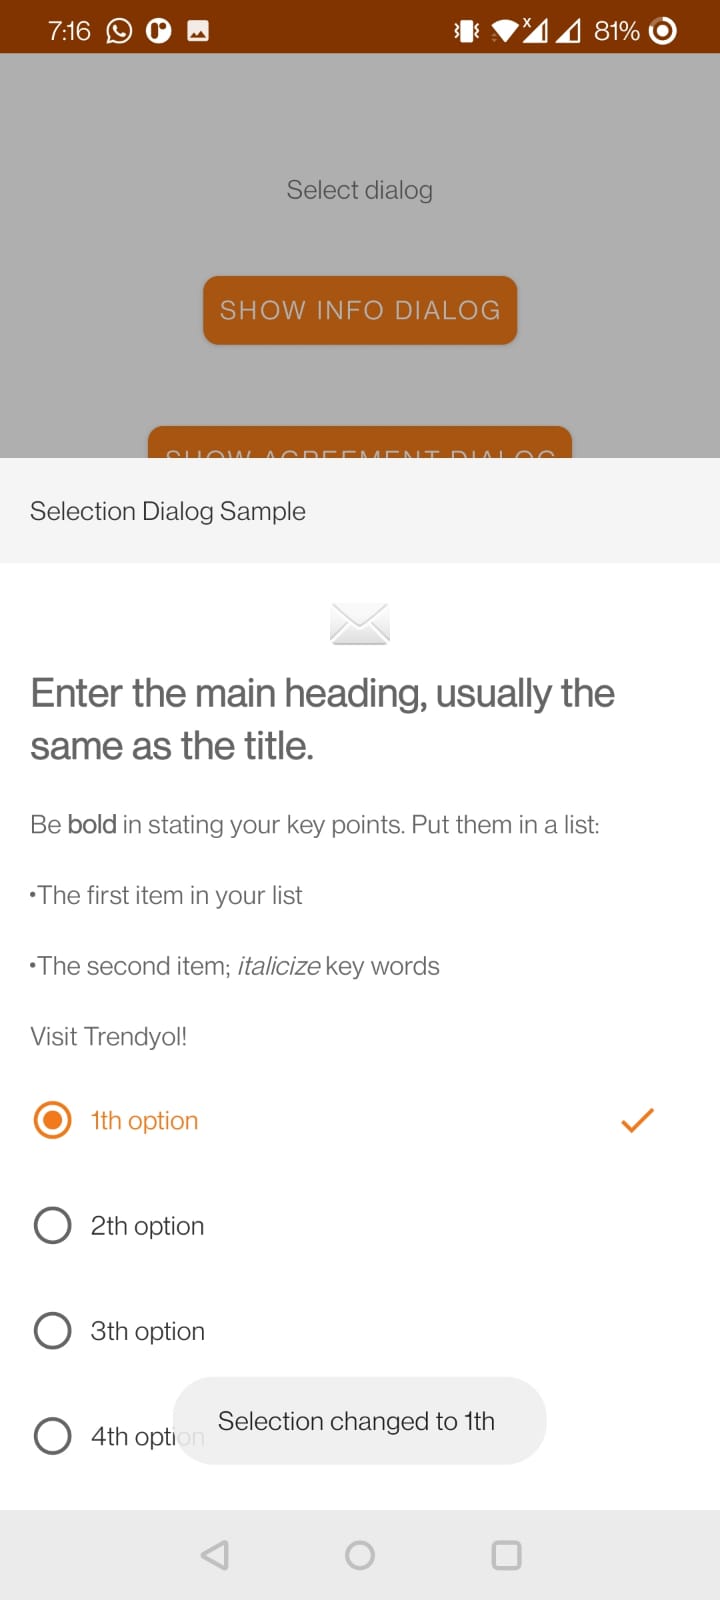 7:16
81%
Select dialog
SHOW INFO DIALOG
SHOW AGREEMENT DIALOG
Selection Dialog Sample
Enter the main heading, usually the
same as the title.
Be bold in stating your key points. Put them in a list:
•The first item in your list
•The second item; italicize key words
Visit Trendyol!
1th option
2th option
3th option
4th option
Selection changed to 1th